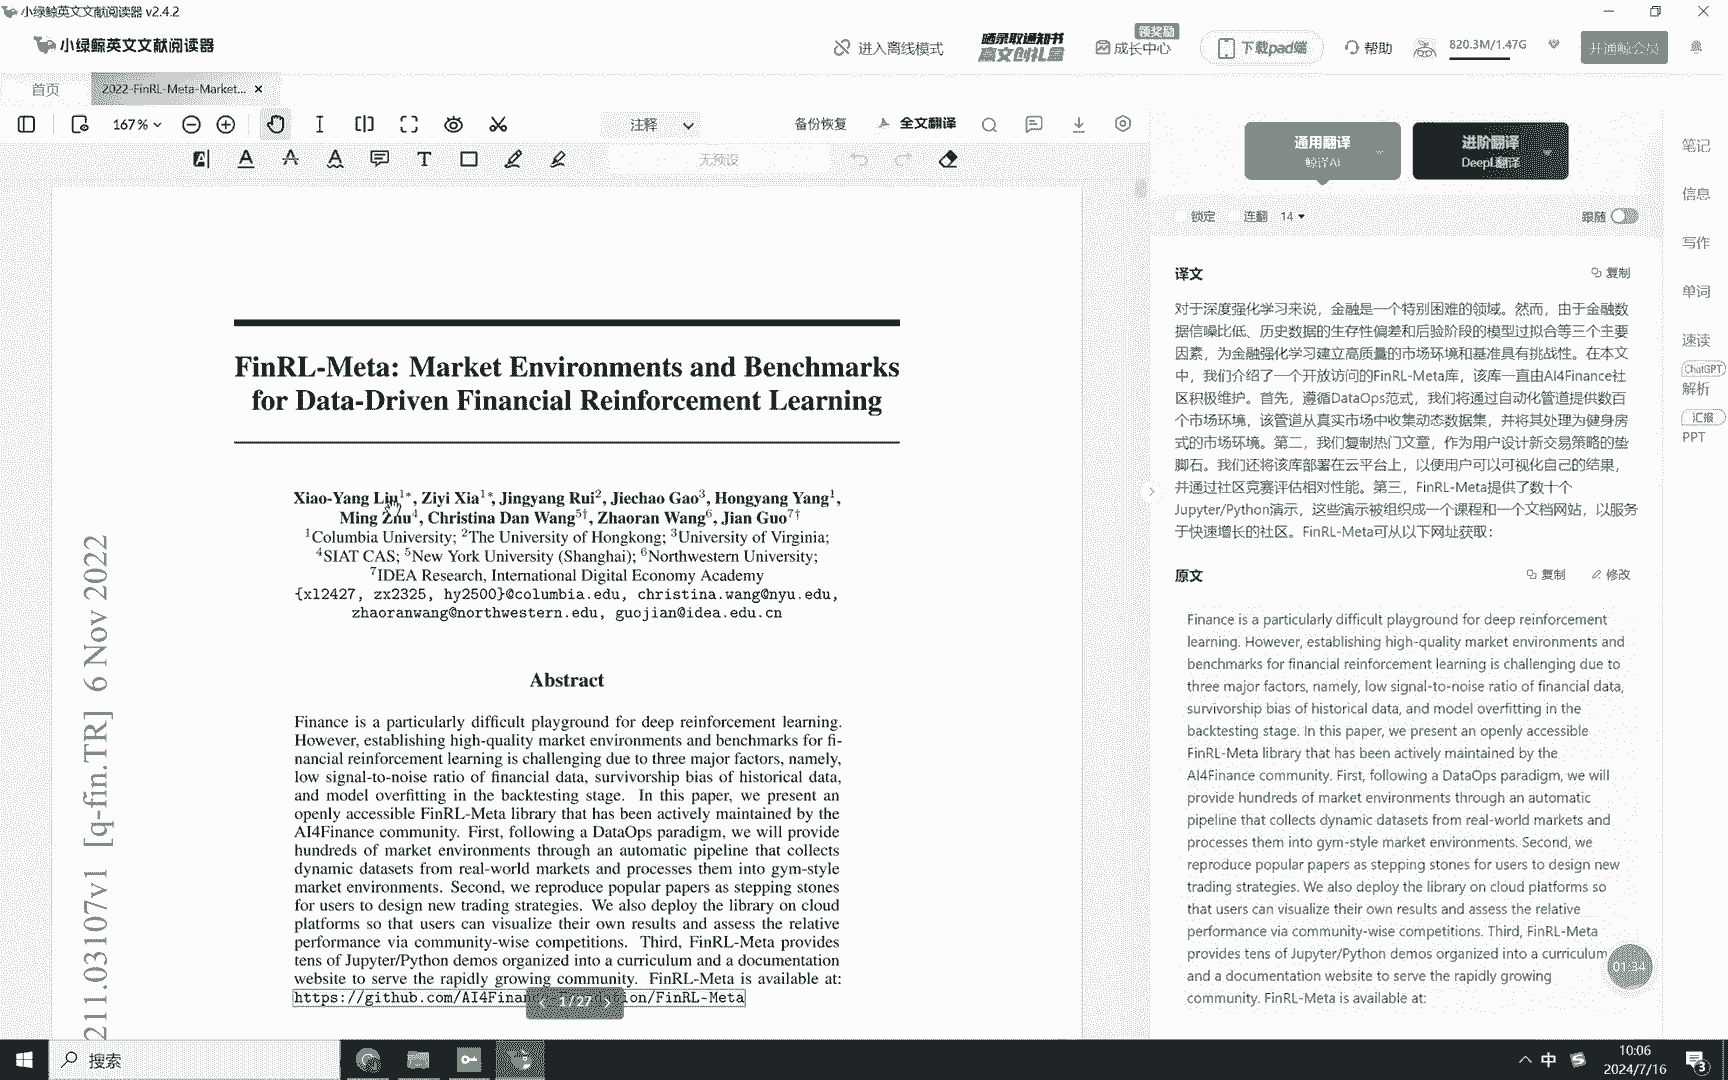 小绿鲸英文文献阅读器 v2.4.2
小绿鲸英文文献阅读器
进入离线模式
晒录取通知书
赢文创礼盒
成长中心
领奖励
下载pad端
帮助
820.3M/1.47G
开通鲸会员
首页
2022-FinRL-Meta-Market...
167%
注释
备份恢复
全文翻译
无预设
FinRL-Meta: Market Environments and Benchmarks
for Data-Driven Financial Reinforcement Learning
Xiao-Yang Liu1*, Ziyi Xia1*, Jingyang Rui2, Jiechao Gao3, Hongyang Yang1,
Ming Zhu4, Christina Dan Wang5†, Zhaoran Wang6, Jian Guo7†
1Columbia University; 2The University of Hongkong; 3University of Virginia;
4SIAT CAS; 5New York University (Shanghai); 6Northwestern University;
7IDEA Research, International Digital Economy Academy
{xl2427, zx2325, hy2500}@columbia.edu, christina.wang@nyu.edu,
zhaoranwang@northwestern.edu, guojian@idea.edu.cn
Abstract
Finance is a particularly difficult playground for deep reinforcement learning.
However, establishing high-quality market environments and benchmarks for fi-
nancial reinforcement learning is challenging due to three major factors, namely,
low signal-to-noise ratio of financial data, survivorship bias of historical data,
and model overfitting in the backtesting stage. In this paper, we present an
openly accessible FinRL-Meta library that has been actively maintained by the
AI4Finance community. First, following a DataOps paradigm, we will provide
hundreds of market environments through an automatic pipeline that collects
dynamic datasets from real-world markets and processes them into gym-style
market environments. Second, we reproduce popular papers as stepping stones
for users to design new trading strategies. We also deploy the library on cloud
platforms so that users can visualize their own results and assess the relative
performance via community-wise competitions. Third, FinRL-Meta provides
tens of Jupyter/Python demos organized into a curriculum and a documentation
website to serve the rapidly growing community. FinRL-Meta is available at:
https://github.com/AI4Finan ion/FinRL-Meta
1/27
211.03107v1 [q-fin.TR] 6 Nov 2022
通用翻译
鲸译AI
进阶翻译
DeepL翻译
锁定
连翻
14
跟随
译文
复制
对于深度强化学习来说，金融是一个特别困难的领域。然而，由于金融数
据信噪比低、历史数据的生存性偏差和后验阶段的模型过拟合等三个主要
因素，为金融强化学习建立高质量的市场环境和基准具有挑战性。在本文
中，我们介绍了一个开放访问的FinRL-Meta库，该库一直由AI4Finance社
区积极维护。首先，遵循DataOps范式，我们将通过自动化管道提供数百
个市场环境，该管道从真实市场中收集动态数据集，并将其处理为健身房
式的市场环境。第二，我们复制热门文章，作为用户设计新交易策略的垫
脚石。我们还将该库部署在云平台上，以便用户可以可视化自己的结果，
并通过社区竞赛评估相对性能。第三，FinRL-Meta提供了数十个
Jupyter/Python演示，这些演示被组织成一个课程和一个文档网站，以服务
于快速增长的社区。FinRL-Meta可从以下网址获取：
原文
复制
修改
Finance is a particularly difficult playground for deep reinforcement
learning. However, establishing high-quality market environments and
benchmarks for financial reinforcement learning is challenging due to
three major factors, namely, low signal-to-noise ratio of financial data,
survivorship bias of historical data, and model overfitting in the
backtesting stage. In this paper, we present an openly accessible
FinRL-Meta library that has been actively maintained by the
AI4Finance community. First, following a DataOps paradigm, we will
provide hundreds of market environments through an automatic
pipeline that collects dynamic datasets from real-world markets and
processes them into gym-style market environments. Second, we
reproduce popular papers as stepping stones for users to design new
trading strategies. We also deploy the library on cloud platforms so
that users can visualize their own results and assess the relative
performance via community-wise competitions. Third, FinRL-Meta
provides tens of Jupyter/Python demos organized into a curriculum
and a documentation website to serve the rapidly growing
community. FinRL-Meta is available at:
01:34
笔记
信息
写作
单词
速读
ChatGPT
解析
汇报
PPT
搜索
中
10:06
2024/7/16
3